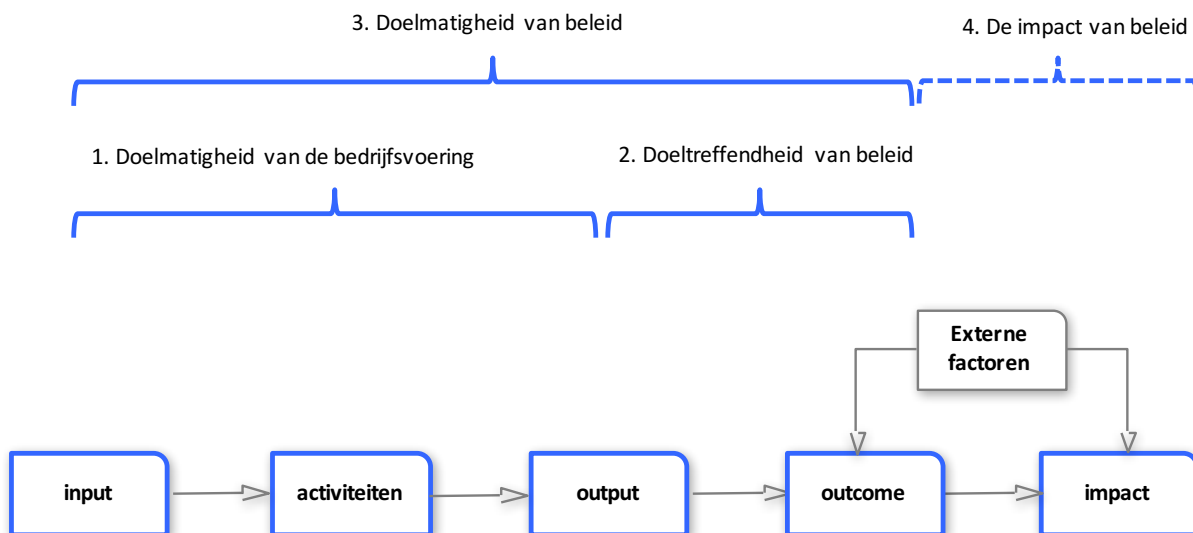 3. Doelmatigheid van beleid
4. De impact van beleid
1. Doelmatigheid van de bedrijfsvoering
2. Doeltreffendheid van beleid
Externe
factoren
input
activiteiten
output
outcome
impact